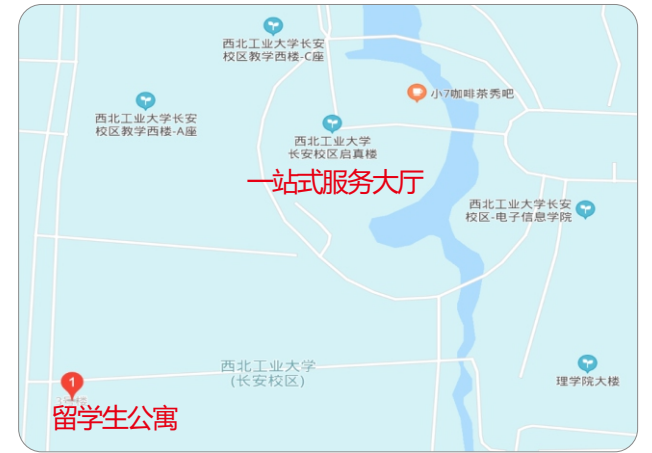 西北工业大学长安
校区教学西楼-C座
小7咖啡茶秀吧
西北工业大学长安
校区教学西楼-A座
西北工业大学
长安校区启真楼
一站式服务大厅
西北工业大学长安
校区-电子信息学院
西北工业大学
(长安校区)
理学院大楼
1
留学生公寓